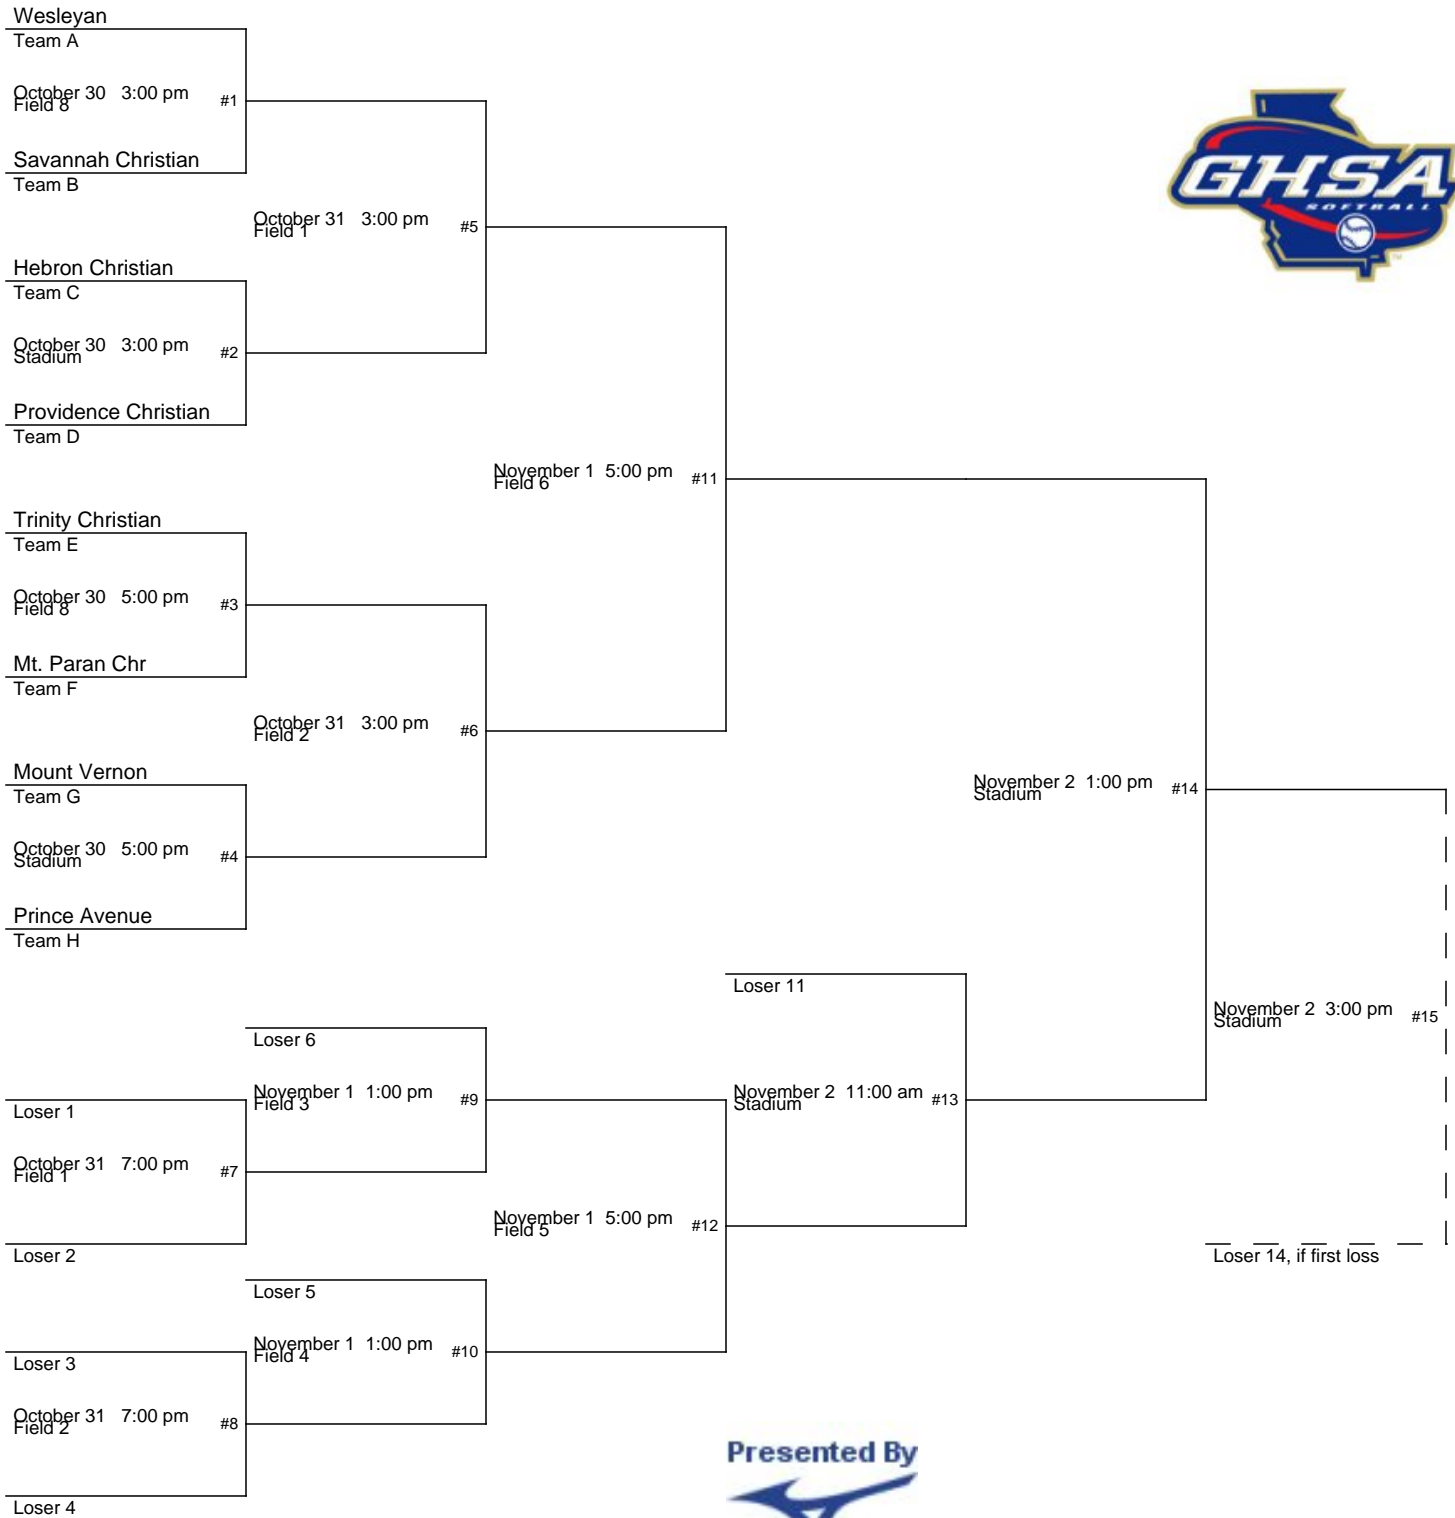 Wesleyan
Team A
October 30 3:00 pm
Field 8
#1
Savannah Christian
Team B
October 31 3:00 pm
Field 1
#5
Hebron Christian
Team C
October 30 3:00 pm
Stadium
#2
Providence Christian
Team D
November 1 5:00 pm
Field 6
#11
Trinity Christian
Team E
October 30 5:00 pm
Field 8
#3
Mt. Paran Chr
Team F
October 31 3:00 pm
Field 2
#6
Mount Vernon
Team G
October 30 5:00 pm
Stadium
#4
Prince Avenue
Team H
November 2 1:00 pm
Stadium
#14
Loser 11
November 2 3:00 pm
Stadium
#15
Loser 6
November 1 1:00 pm
Field 3
#9
November 2 11:00 am
Stadium
#13
Loser 1
October 31 7:00 pm
Field 1
#7
Loser 2
November 1 5:00 pm
Field 5
#12
Loser 14, if first loss
Loser 5
November 1 1:00 pm
Field 4
#10
Loser 3
October 31 7:00 pm
Field 2
#8
Loser 4
GHSA
SOFTBALL
TM
Presented By